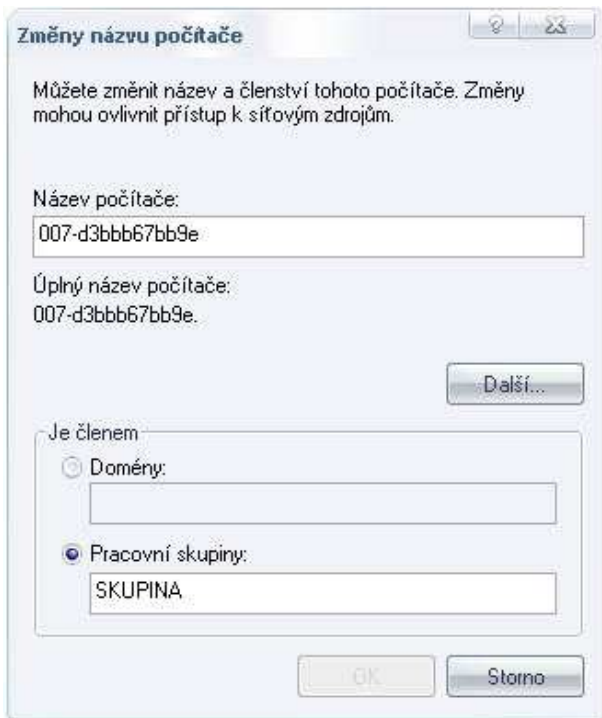 Změny názvu počítače
Můžete změnit název a členství tohoto počítače. Změny
mohou ovlivnit přístup k síťovým zdrojům.
Název počítače:
007-d3bbb67bb9e
Úplný název počítače:
007-d3bbb67bb9e.
Další...
Je členem
Domény:
Pracovní skupiny:
SKUPINA
OK
Storno